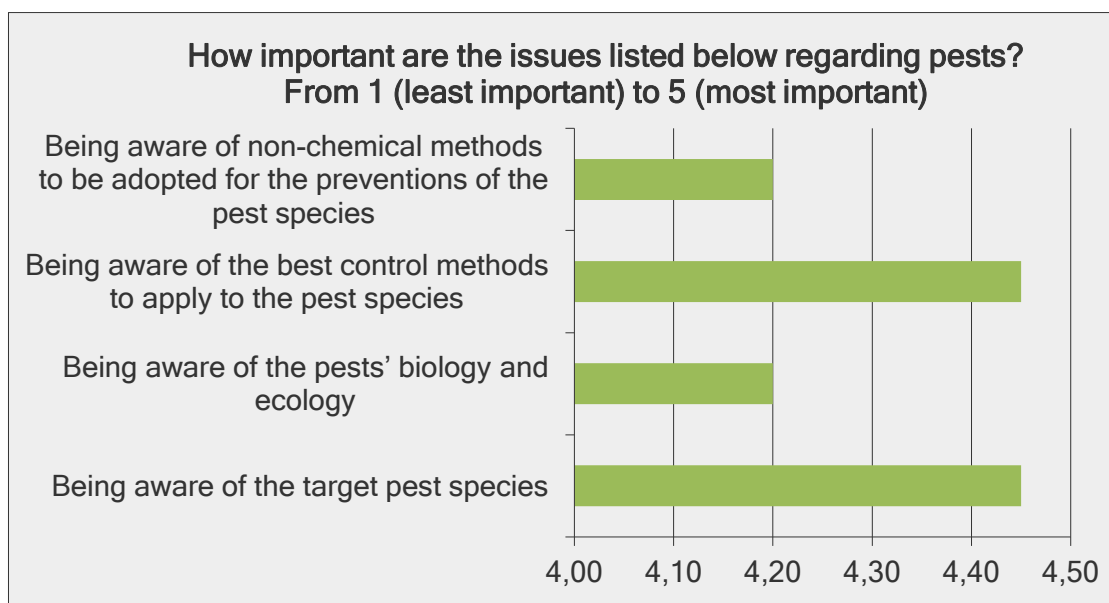 How important are the issues listed below regarding pests?
From 1 (least important) to 5 (most important)
Being aware of non-chemical methods
to be adopted for the preventions of the
pest species
Being aware of the best control methods
to apply to the pest species
Being aware of the pests’ biology and
ecology
Being aware of the target pest species
4,00 4,10 4,20 4,30 4,40 4,50